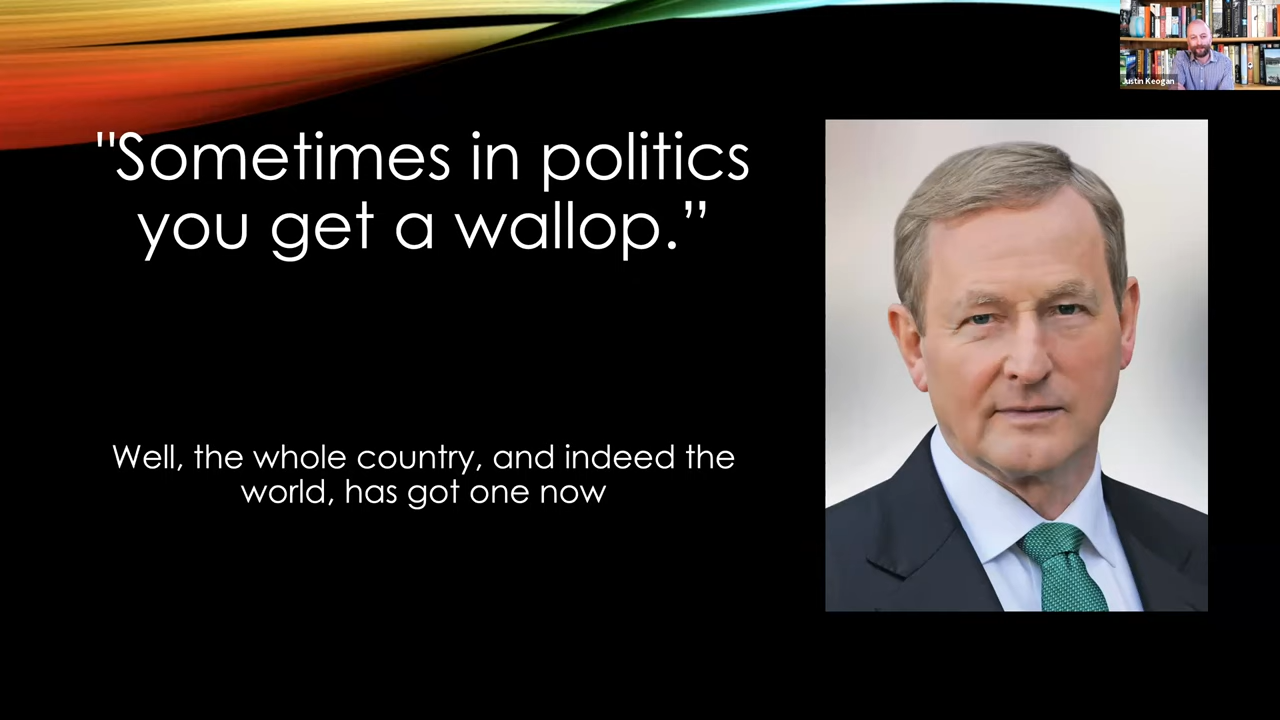 Justin Keogan
"Sometimes in politics
you get a wallop.”
Well, the whole country, and indeed the
world, has got one now